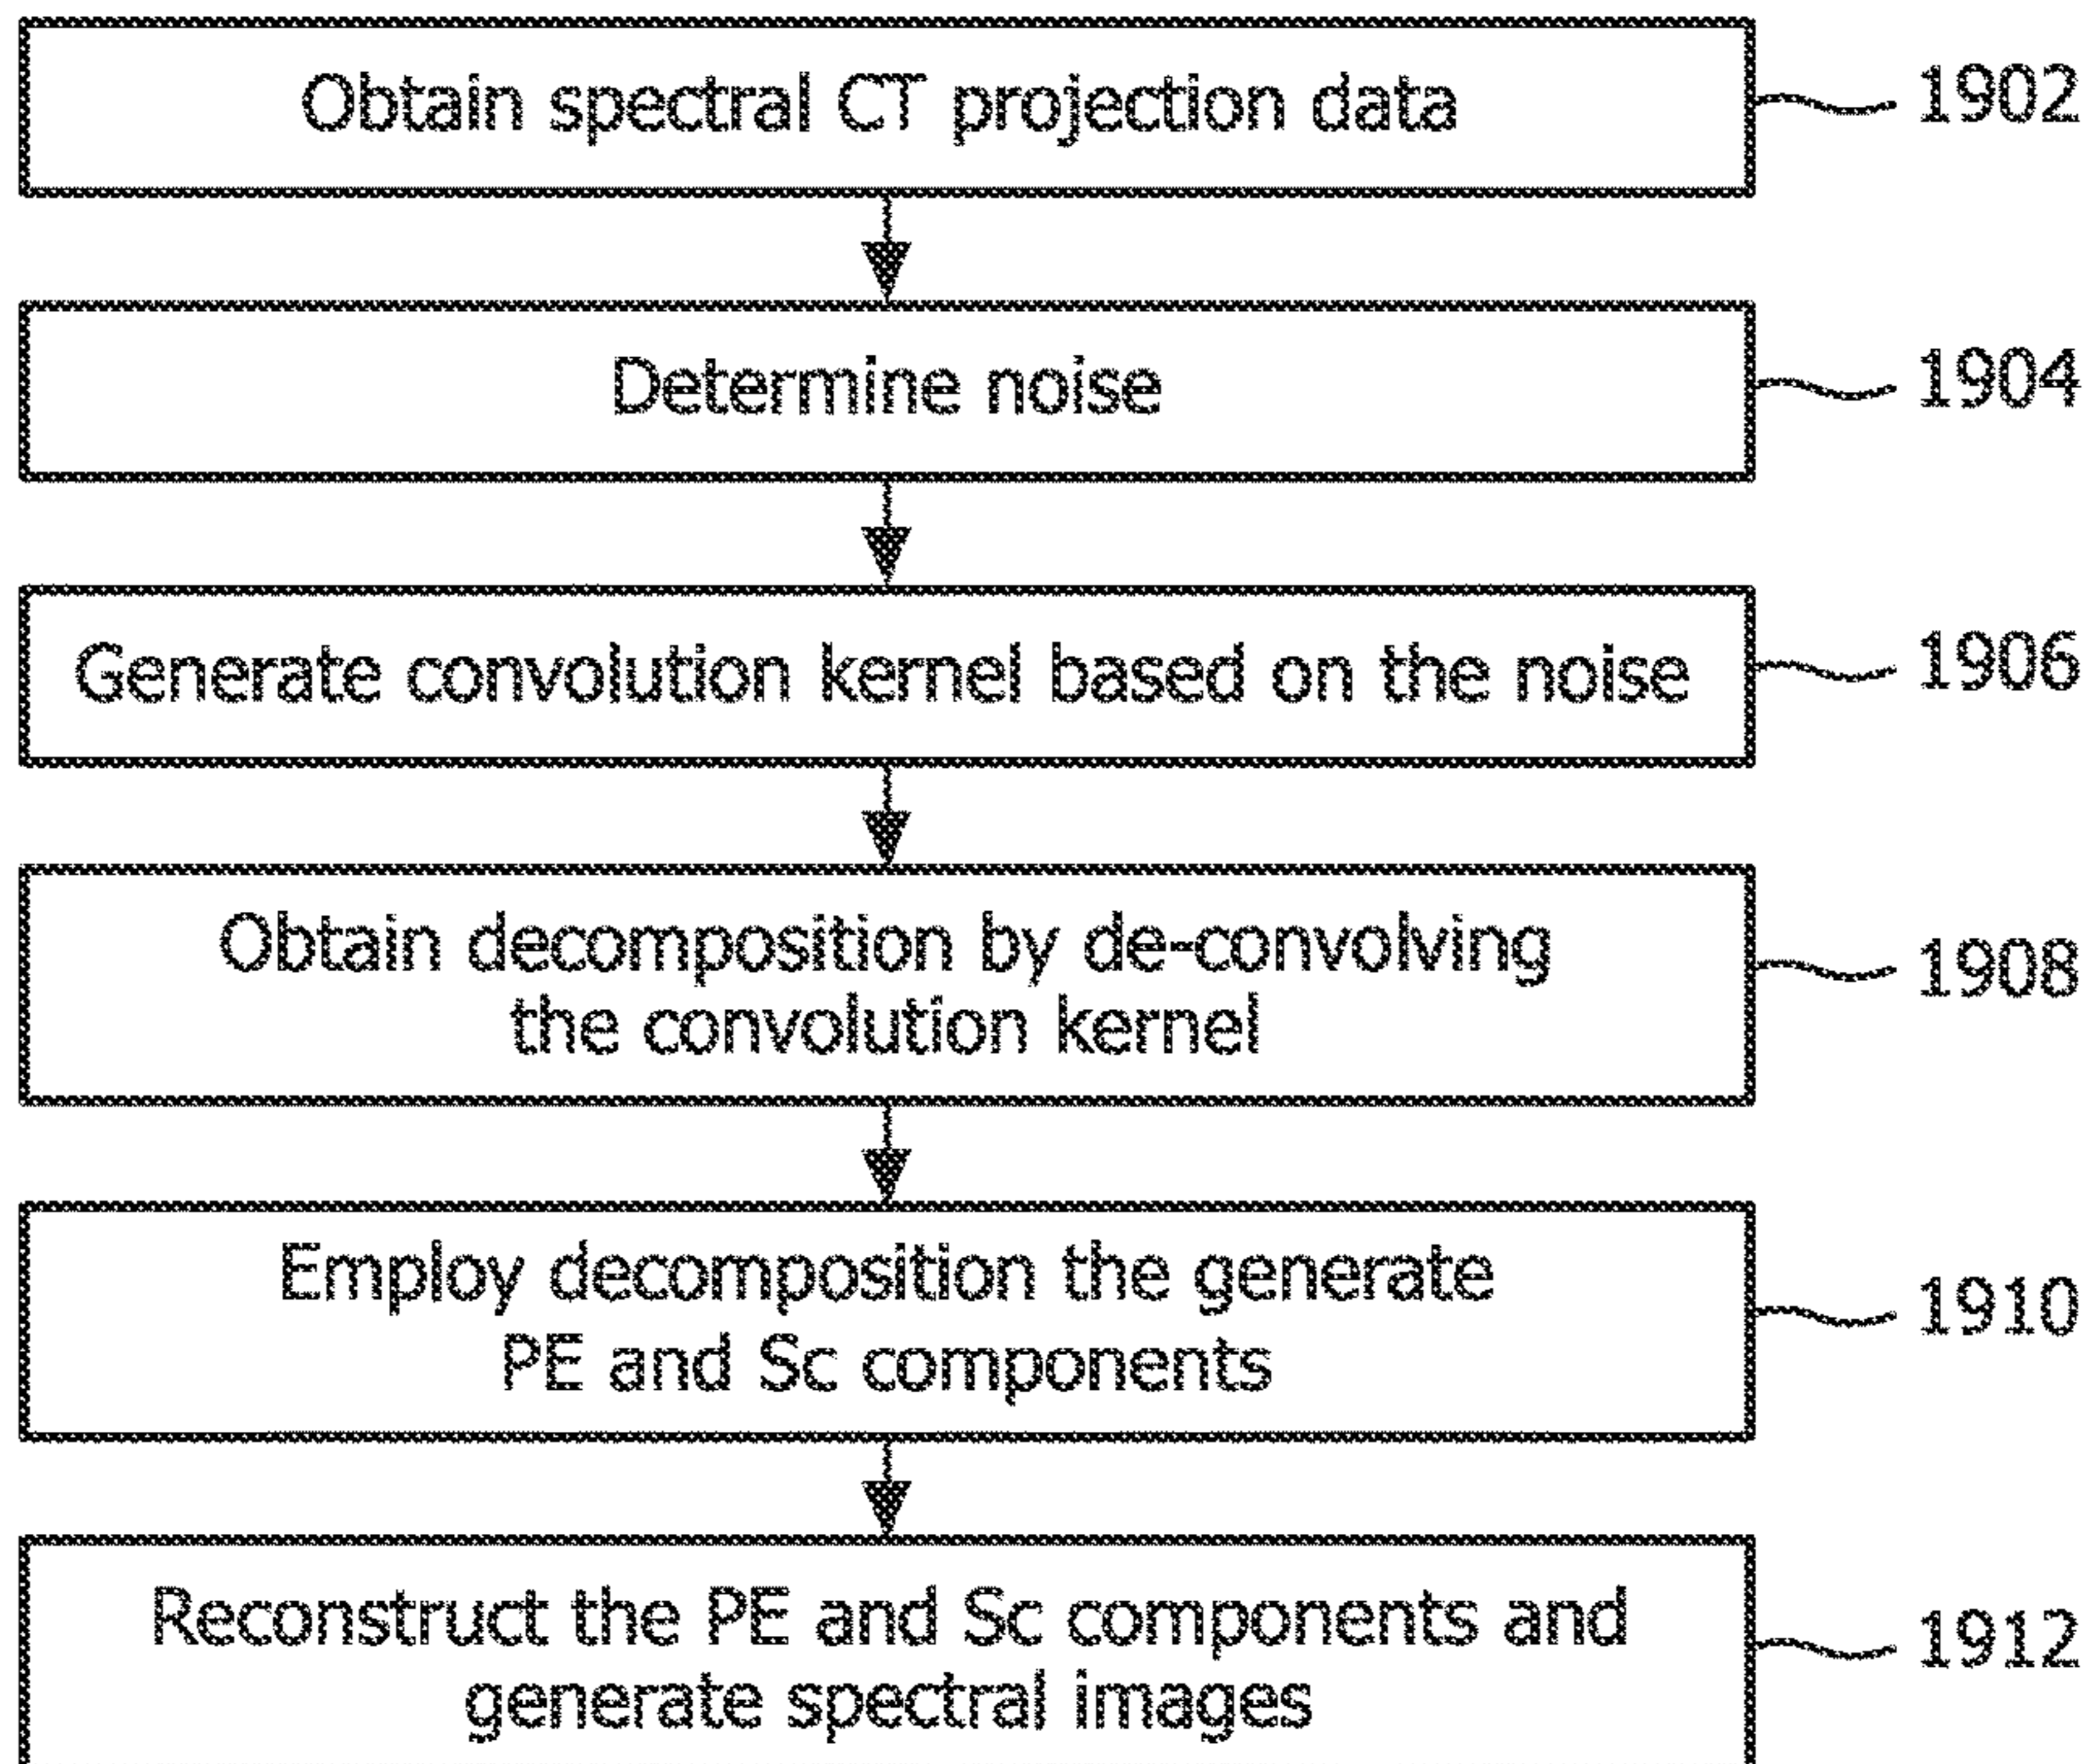 Obtain spectral CT projection data
1902
Determine noise
1904
Generate convolution kernel based on the noise
1906
Obtain decomposition by de-convolving
the convolution kernel
1908
Employ decomposition the generate
PE and Sc components
1910
Reconstruct the PE and Sc components and
generate spectral images
1912